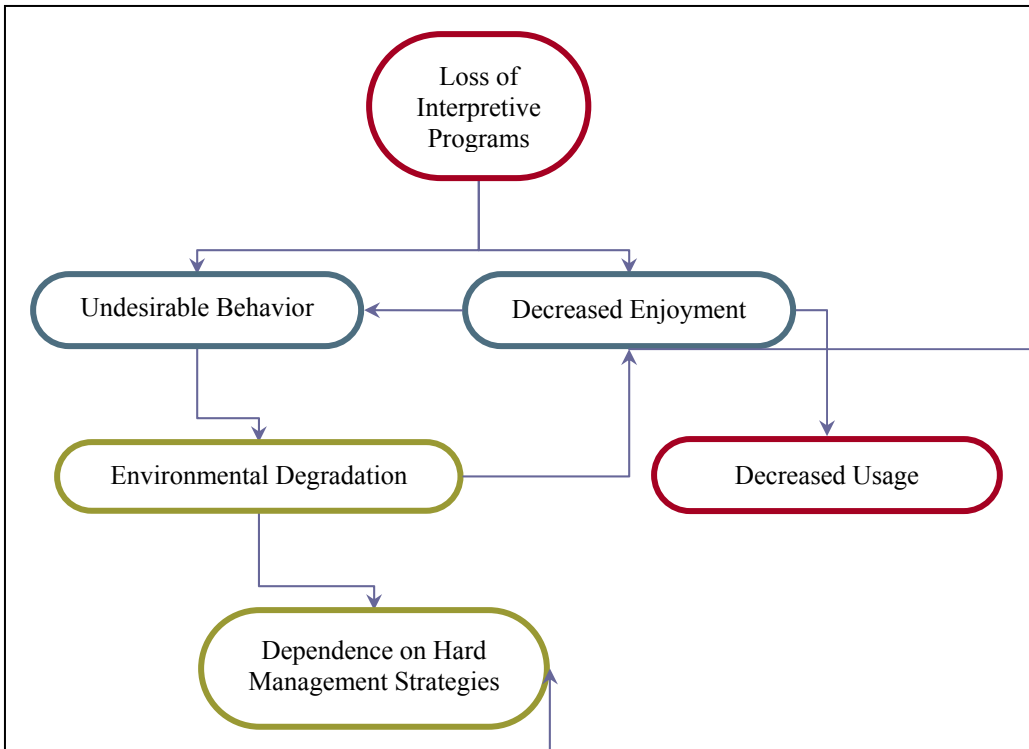 Loss of
Interpretive
Programs
Undesirable Behavior
Decreased Enjoyment
Environmental Degradation
Decreased Usage
Dependence on Hard
Management Strategies